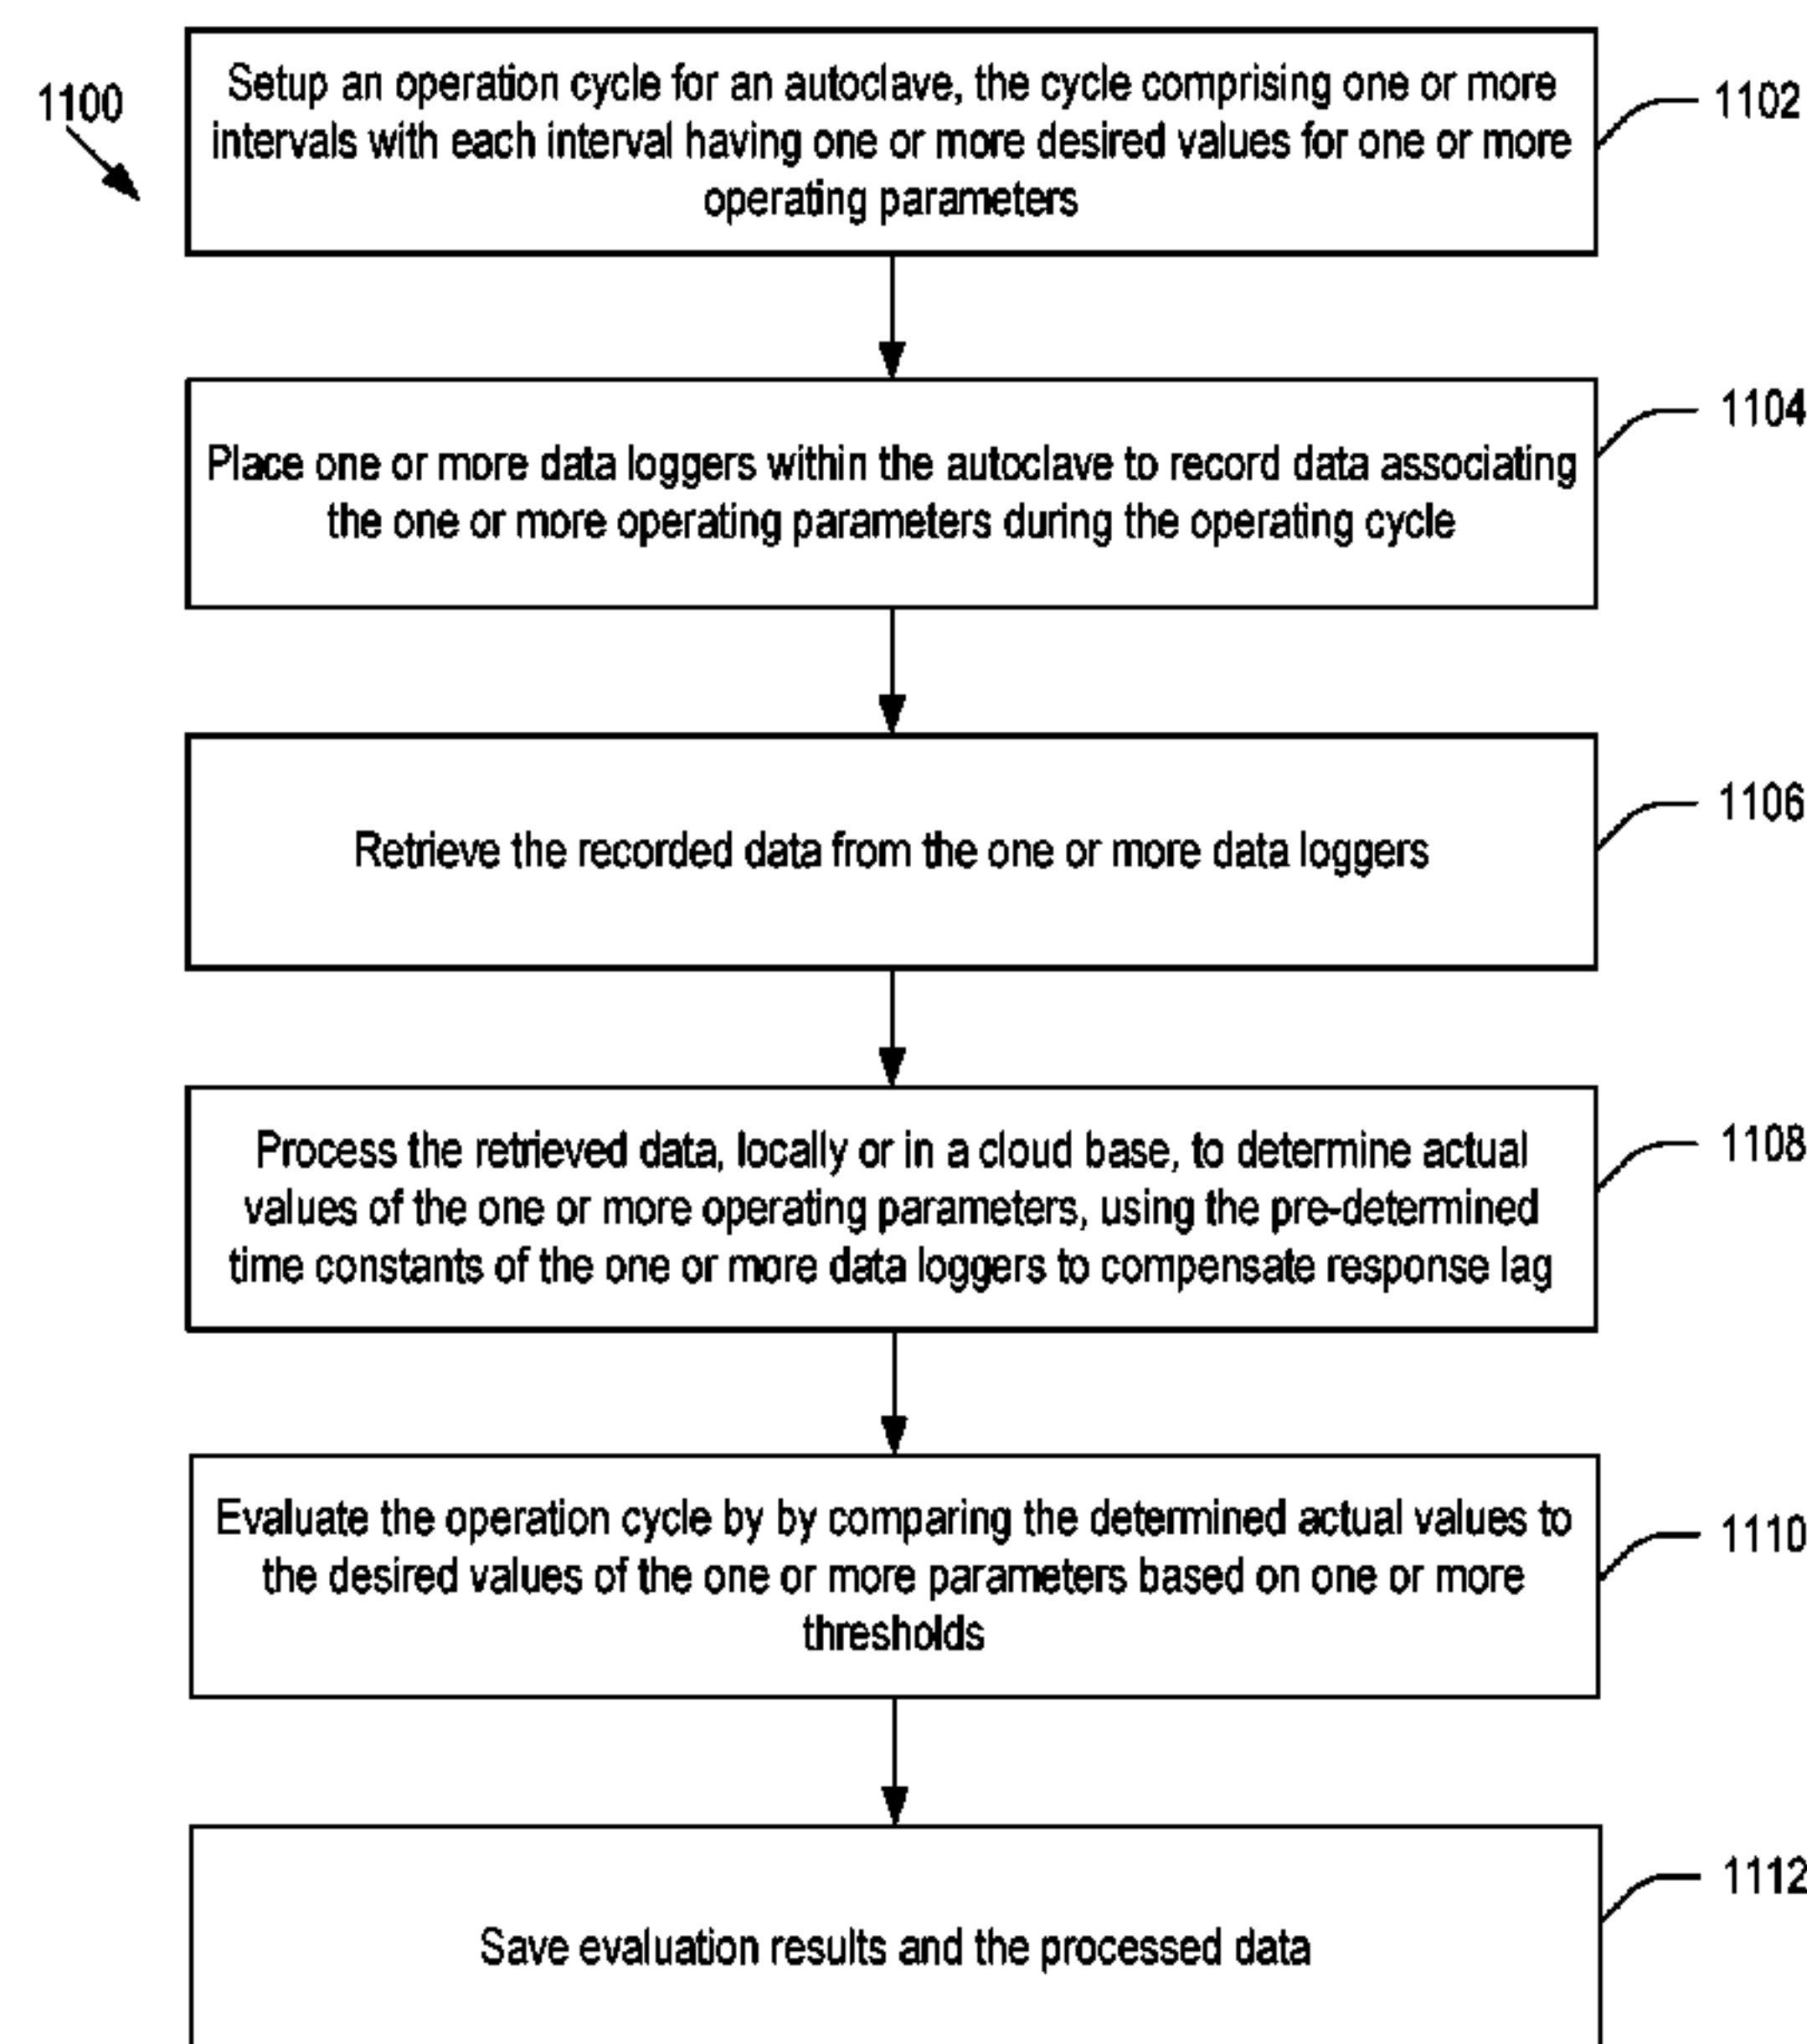 1100
Setup an operation cycle for an autoclave, the cycle comprising one or more
intervals with each interval having one or more desired values for one or more
operating parameters
1102
Place one or more data loggers within the autoclave to record data associating
the one or more operating parameters during the operating cycle
1104
Retrieve the recorded data from the one or more data loggers
1106
Process the retrieved data, locally or in a cloud base, to determine actual
values of the one or more operating parameters, using the pre-determined
time constants of the one or more data loggers to compensate response lag
1108
Evaluate the operation cycle by by comparing the determined actual values to
the desired values of the one or more parameters based on one or more
thresholds
1110
Save evaluation results and the processed data
1112